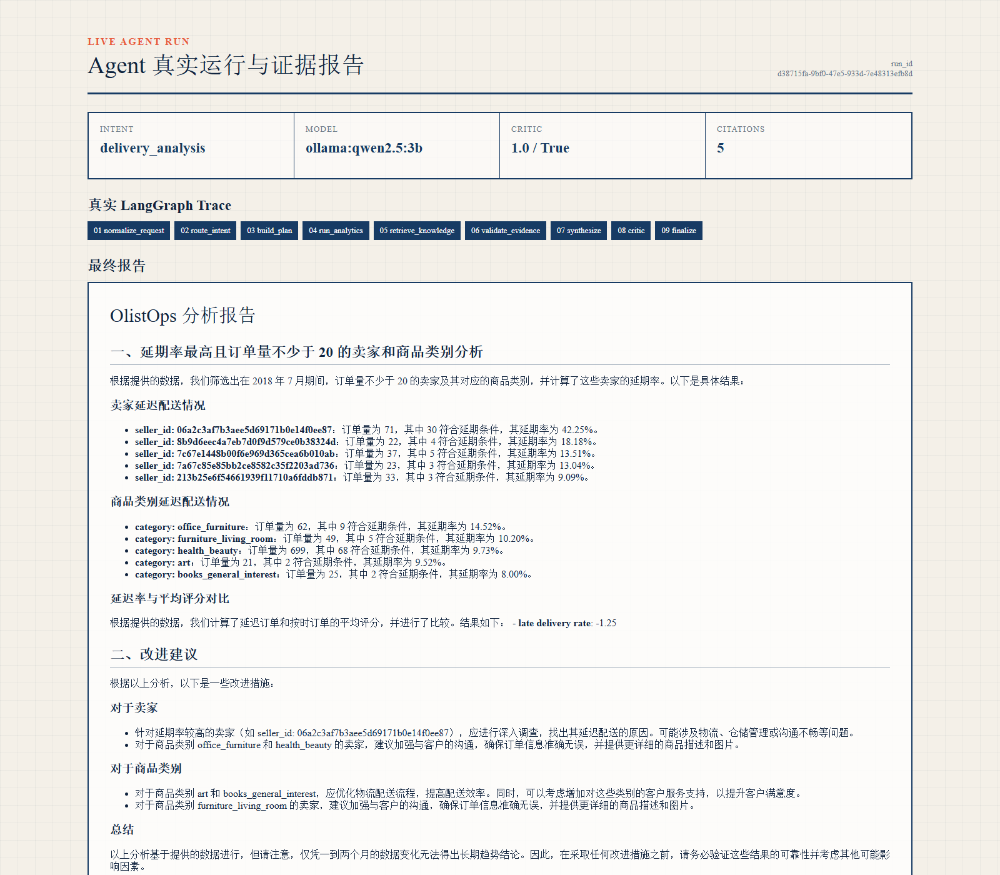 LIVE AGENT RUN
Agent 真实运行与证据报告
run_id
d38715fa-9bf0-47e5-933d-7e48313efb8d
INTENT
delivery_analysis
MODEL
ollama:qwen2.5:3b
CRITIC
1.0 / True
CITATIONS
5
真实 LangGraph Trace
01 normalize_request
02 route_intent
03 build_plan
04 run_analytics
05 retrieve_knowledge
06 validate_evidence
07 synthesize
08 critic
09 finalize
最终报告
OlistOps 分析报告
一、延期率最高且订单量不少于 20 的卖家和商品类别分析
根据提供的数据，我们筛选出在 2018 年 7 月期间，订单量不少于 20 的卖家及其对应的商品类别，并计算了这些卖家的延期率。以下是具体结果：
卖家延迟配送情况
• seller_id: 06a2c3af7b3aee5d69171b0e14f0ee87：订单量为 71，其中 30 符合延期条件，其延期率为 42.25%。
• seller_id: 8b9d6eec4a7eb7d0f9d579ce0b38324d：订单量为 22，其中 4 符合延期条件，其延期率为 18.18%。
• seller_id: 7c67e1448b00f6e969d365cea6b010ab：订单量为 37，其中 5 符合延期条件，其延期率为 13.51%。
• seller_id: 7a67c85e85bb2ce8582c35f2203ad736：订单量为 23，其中 3 符合延期条件，其延期率为 13.04%。
• seller_id: 213b25e6f54661939f11710a6fddb871：订单量为 33，其中 3 符合延期条件，其延期率为 9.09%。
商品类别延迟配送情况
• category: office_furniture：订单量为 62，其中 9 符合延期条件，其延期率为 14.52%。
• category: furniture_living_room：订单量为 49，其中 5 符合延期条件，其延期率为 10.20%。
• category: health_beauty：订单量为 699，其中 68 符合延期条件，其延期率为 9.73%。
• category: art：订单量为 21，其中 2 符合延期条件，其延期率为 9.52%。
• category: books_general_interest：订单量为 25，其中 2 符合延期条件，其延期率为 8.00%。
延迟率与平均评分对比
根据提供的数据，我们计算了延迟订单和按时订单的平均评分，并进行了比较。结果如下： - late delivery rate: -1.25
二、改进建议
根据以上分析，以下是一些改进措施：
对于卖家
• 针对延期率较高的卖家（如 seller_id: 06a2c3af7b3aee5d69171b0e14f0ee87），应进行深入调查，找出其延迟配送的原因。可能涉及物流、仓储管理或沟通不畅等问题。
• 对于商品类别 office_furniture 和 health_beauty 的卖家，建议加强与客户的沟通，确保订单信息准确无误，并提供更详细的商品描述和图片。
对于商品类别
• 对于商品类别 art 和 books_general_interest，应优化物流配送流程，提高配送效率。同时，可以考虑增加对这些类别的客户服务支持，以提升客户满意度。
• 对于商品类别 furniture_living_room 的卖家，建议加强与客户的沟通，确保订单信息准确无误，并提供更详细的商品描述和图片。
总结
以上分析基于提供的数据进行，但请注意，仅凭一到两个月的数据变化无法得出长期趋势结论。因此，在采取任何改进措施之前，请务必验证这些结果的可靠性并考虑其他可能影
响因素。